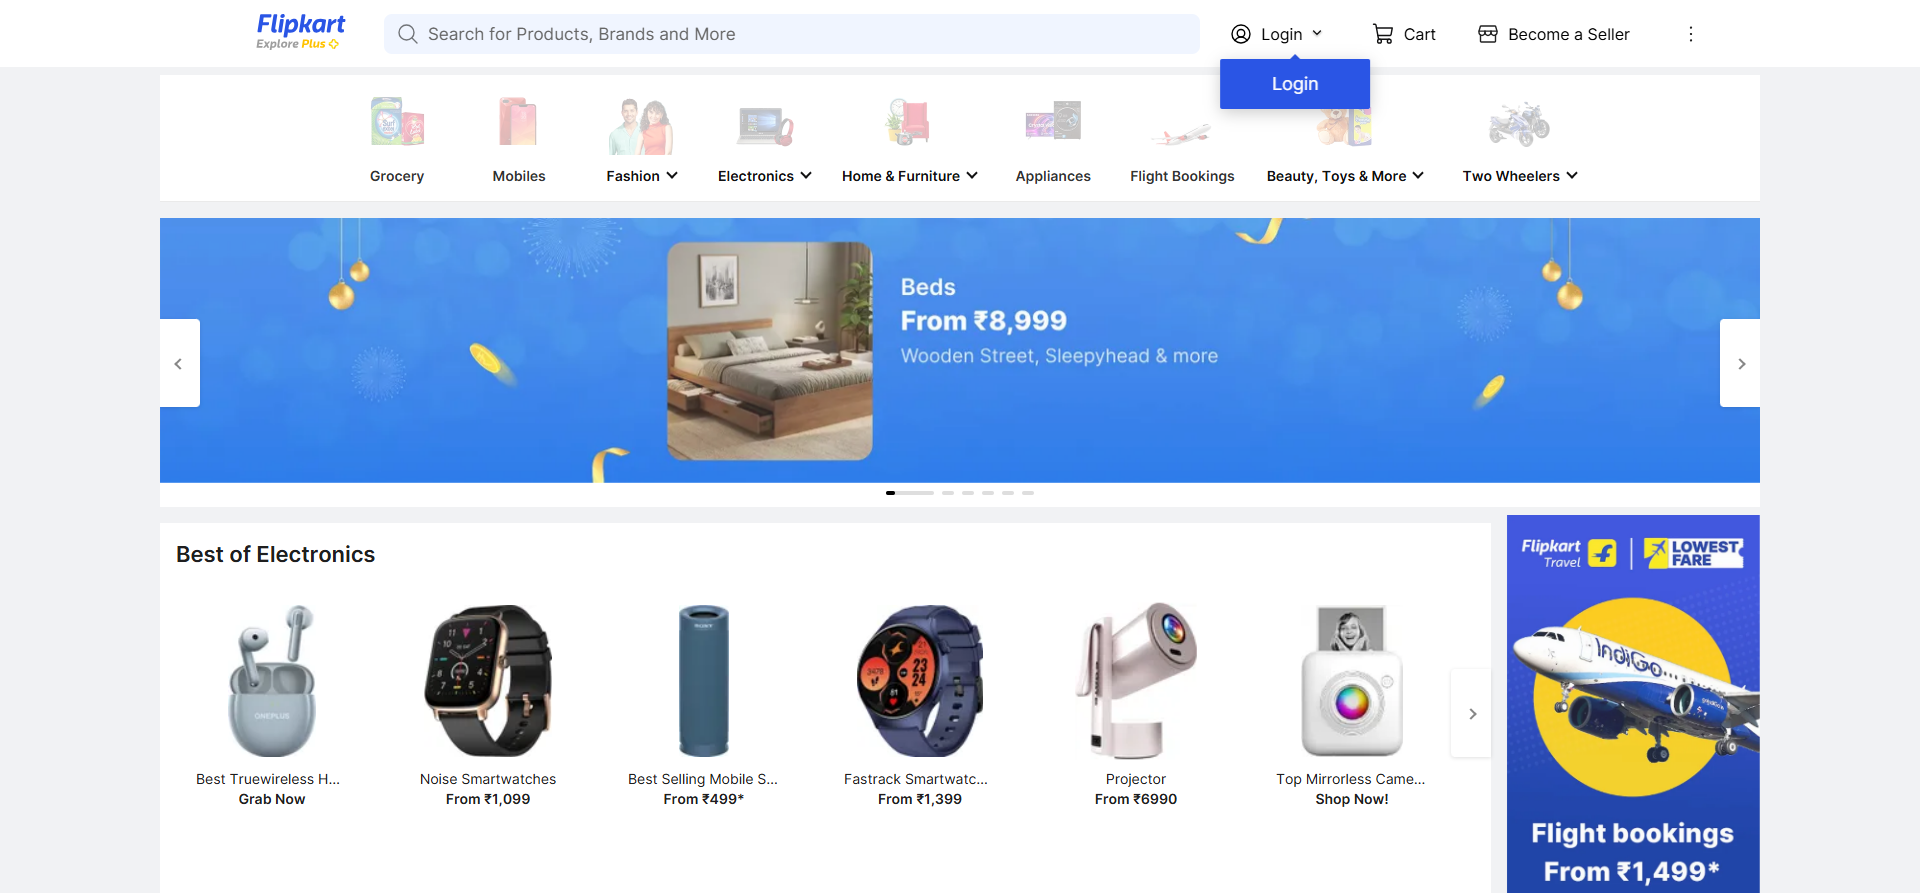 Flipkart
Explore Plus
Search for Products, Brands and More
Login
Cart
Become a Seller
Login
Grocery
Mobiles
Fashion
Electronics
Home & Furniture
Appliances
Flight Bookings
Beauty, Toys & More
Two Wheelers
Beds
From ₹8,999
Wooden Street, Sleepyhead & more
Best of Electronics
Best Truewireless H...
Grab Now
Noise Smartwatches
From ₹1,099
Best Selling Mobile S...
From ₹499*
Fastrack Smartwatc...
From ₹1,399
Projector
From ₹6990
Top Mirrorless Came...
Shop Now!
ONEPLUS
SONY
Flipkart
Travel
LOWEST
FARE
IndiGo
Flight bookings
From ₹1,499*